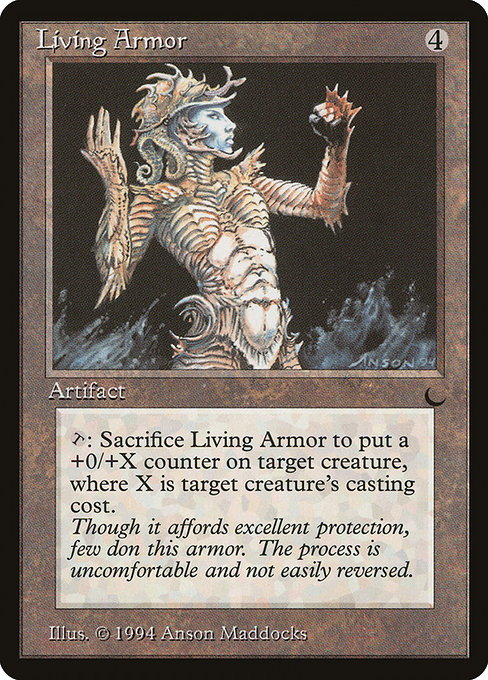 Living Armor 4
ANSON 94
Artifact
: Sacrifice Living Armor to put a
+0/+X counter on target creature,
where X is target creature's casting
cost.
Though it affords excellent protection,
few don this armor. The process is
uncomfortable and not easily reversed.
Illus. © 1994 Anson Maddocks